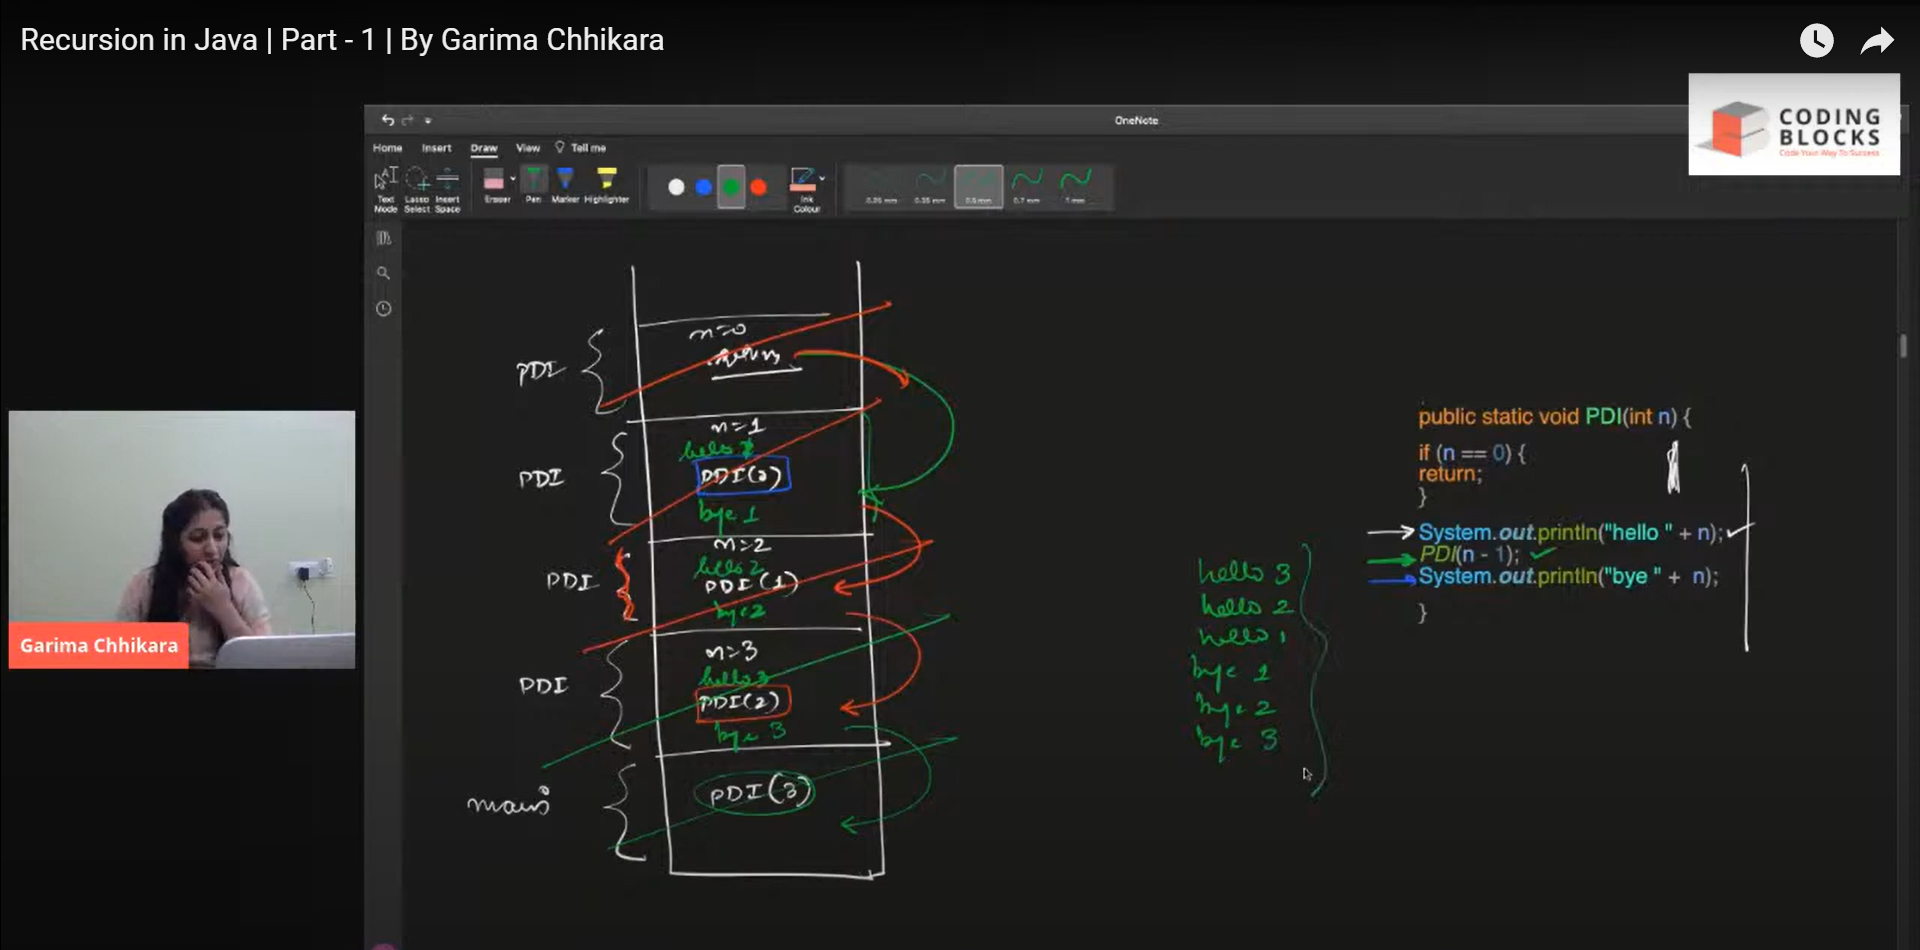 Recursion in Java | Part - 1 | By Garima Chhikara
CODING
BLOCKS
Code Your Way To Success
OneNote
Home Insert Draw View Tell me
Text Mode Lasso Select Insert Space Eraser Pen Marker Highlighter Ink Colour 0.25 mm 0.35 mm 0.5 mm 0.7 mm 1 mm
n=0
return
PDI
n=1
hello 1
PDI(0)
PDI
bye 1
n=2
hello 2
PDI(1)
PDI
bye 2
n=3
hello 3
PDI
PDI(2)
bye 3
main
PDI(3)
hello 3
hello 2
hello 1
bye 1
bye 2
bye 3
public static void PDI(int n) {
if (n == 0) {
return;
}
System.out.println("hello " + n);
PDI(n - 1);
System.out.println("bye " + n);
}
Garima Chhikara